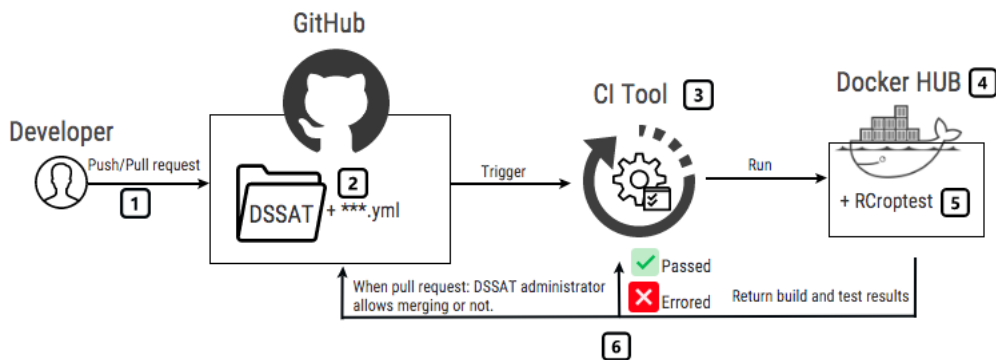 GitHub
Developer
Push/Pull request
1
DSSAT
2
+ ***.yml
Trigger
CI Tool
3
Run
Docker HUB
4
+ RCroptest
5
Passed
Errored
When pull request: DSSAT administrator
allows merging or not.
Return build and test results
6